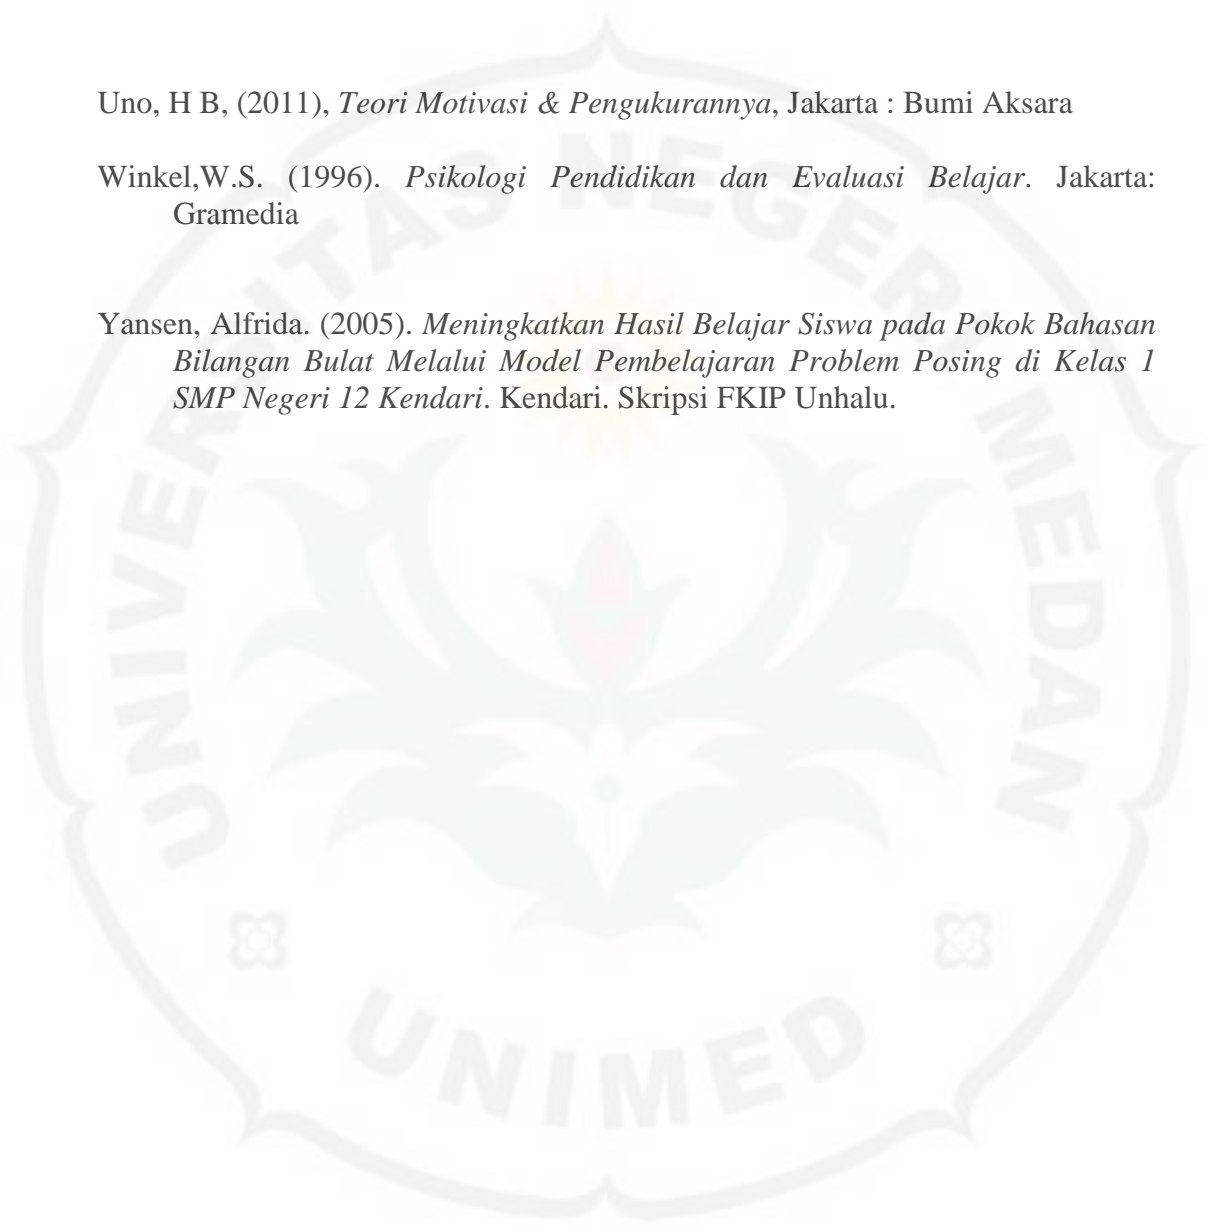 Uno, H B, (2011), Teori Motivasi & Pengukurannya, Jakarta : Bumi Aksara
Winkel,W.S. (1996). Psikologi Pendidikan dan Evaluasi Belajar. Jakarta:
Gramedia
Yansen, Alfrida. (2005). Meningkatkan Hasil Belajar Siswa pada Pokok Bahasan
Bilangan Bulat Melalui Model Pembelajaran Problem Posing di Kelas 1
SMP Negeri 12 Kendari. Kendari. Skripsi FKIP Unhalu.
UNIVERSITAS NEGERI MEDAN
UNIMED